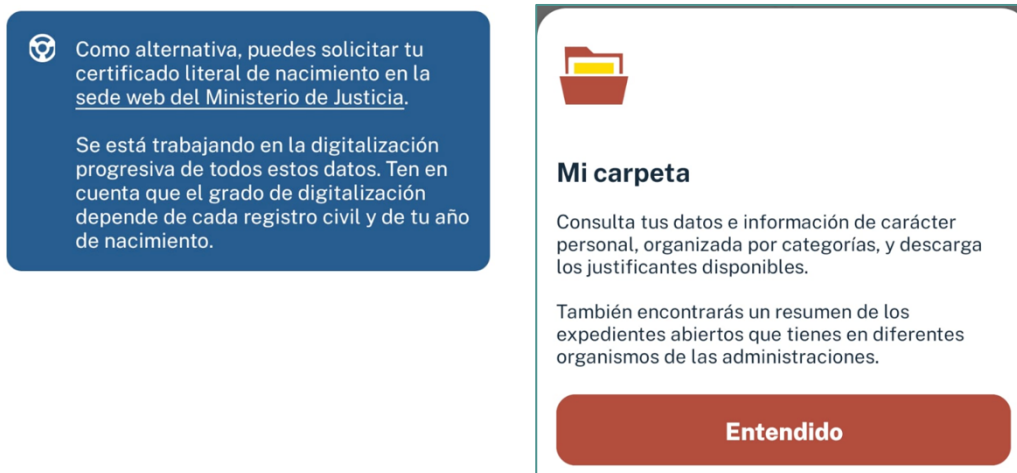 Como alternativa, puedes solicitar tu
certificado literal de nacimiento en la
sede web del Ministerio de Justicia.
Se está trabajando en la digitalización
progresiva de todos estos datos. Ten en
cuenta que el grado de digitalización
depende de cada registro civil y de tu año
de nacimiento.
Mi carpeta
Consulta tus datos e información de carácter
personal, organizada por categorías, y descarga
los justificantes disponibles.
También encontrarás un resumen de los
expedientes abiertos que tienes en diferentes
organismos de las administraciones.
Entendido